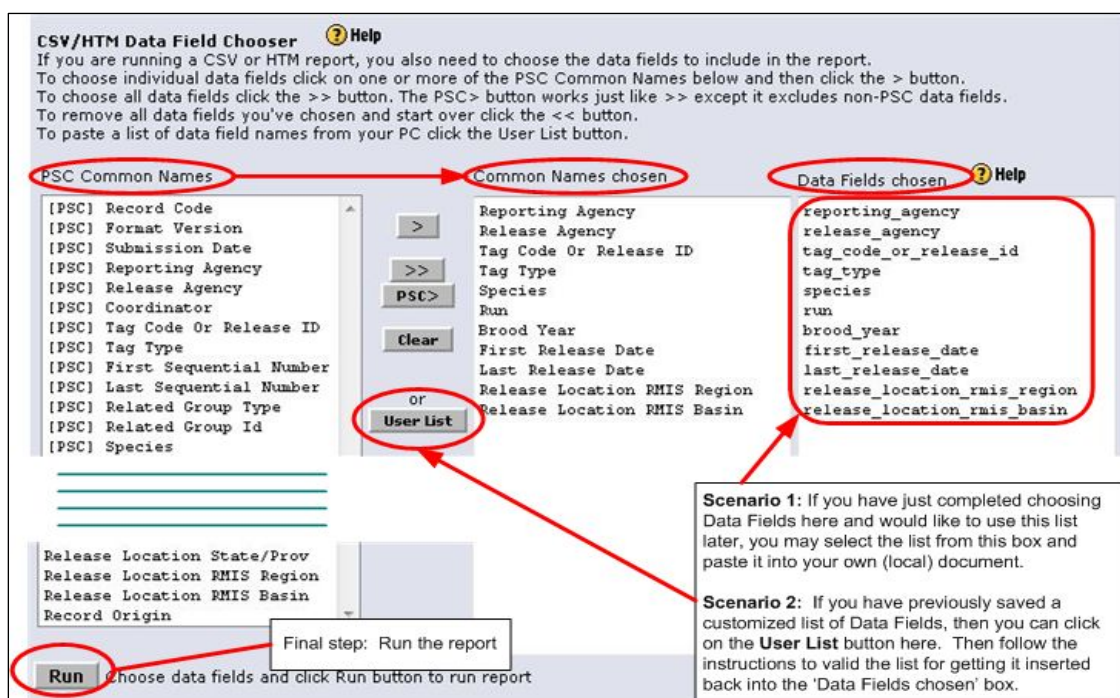 CSV/HTM Data Field Chooser ? Help
If you are running a CSV or HTM report, you also need to choose the data fields to include in the report.
To choose individual data fields click on one or more of the PSC Common Names below and then click the > button.
To choose all data fields click the >> button. The PSC> button works just like >> except it excludes non-PSC data fields.
To remove all data fields you've chosen and start over click the << button.
To paste a list of data field names from your PC click the User List button.
PSC Common Names
[PSC] Record Code
[PSC] Format Version
[PSC] Submission Date
[PSC] Reporting Agency
[PSC] Release Agency
[PSC] Coordinator
[PSC] Tag Code Or Release ID
[PSC] Tag Type
[PSC] First Sequential Number
[PSC] Last Sequential Number
[PSC] Related Group Type
[PSC] Related Group Id
[PSC] Species
Release Location State/Prov
Release Location RMIS Region
Release Location RMIS Basin
Record Origin
>
>>
PSC>
Clear
or
User List
Common Names chosen
Reporting Agency
Release Agency
Tag Code Or Release ID
Tag Type
Species
Run
Brood Year
First Release Date
Last Release Date
Release Location RMIS Region
Release Location RMIS Basin
Data Fields chosen ? Help
reporting_agency
release_agency
tag_code_or_release_id
tag_type
species
run
brood_year
first_release_date
last_release_date
release_location_rmis_region
release_location_rmis_basin
Scenario 1: If you have just completed choosing
Data Fields here and would like to use this list
later, you may select the list from this box and
paste it into your own (local) document.
Scenario 2: If you have previously saved a
customized list of Data Fields, then you can click
on the User List button here. Then follow the
instructions to valid the list for getting it inserted
back into the 'Data Fields chosen' box.
Final step: Run the report
Run Choose data fields and click Run button to run report